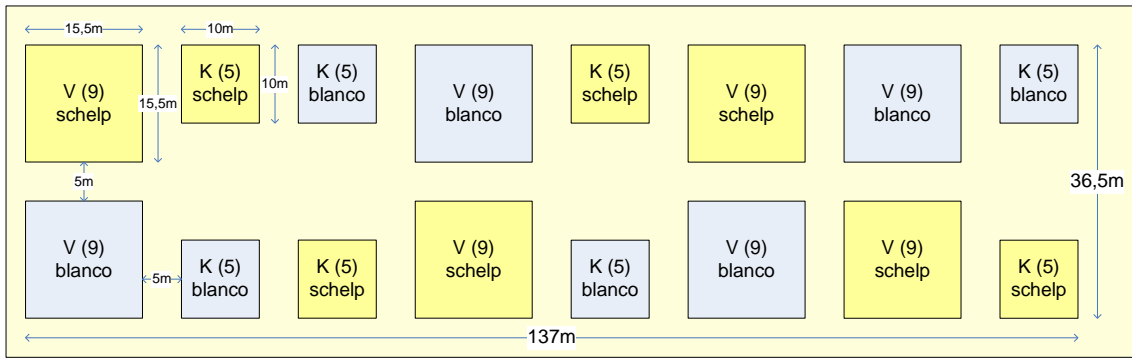 15,5m
10m
V (9)
schelp
15,5m
K (5)
schelp
10m
K (5)
blanco
V (9)
blanco
K (5)
schelp
V (9)
schelp
V (9)
blanco
K (5)
blanco
5m
36,5m
V (9)
blanco
5m
K (5)
blanco
K (5)
schelp
V (9)
schelp
K (5)
blanco
V (9)
blanco
V (9)
schelp
K (5)
schelp
137m